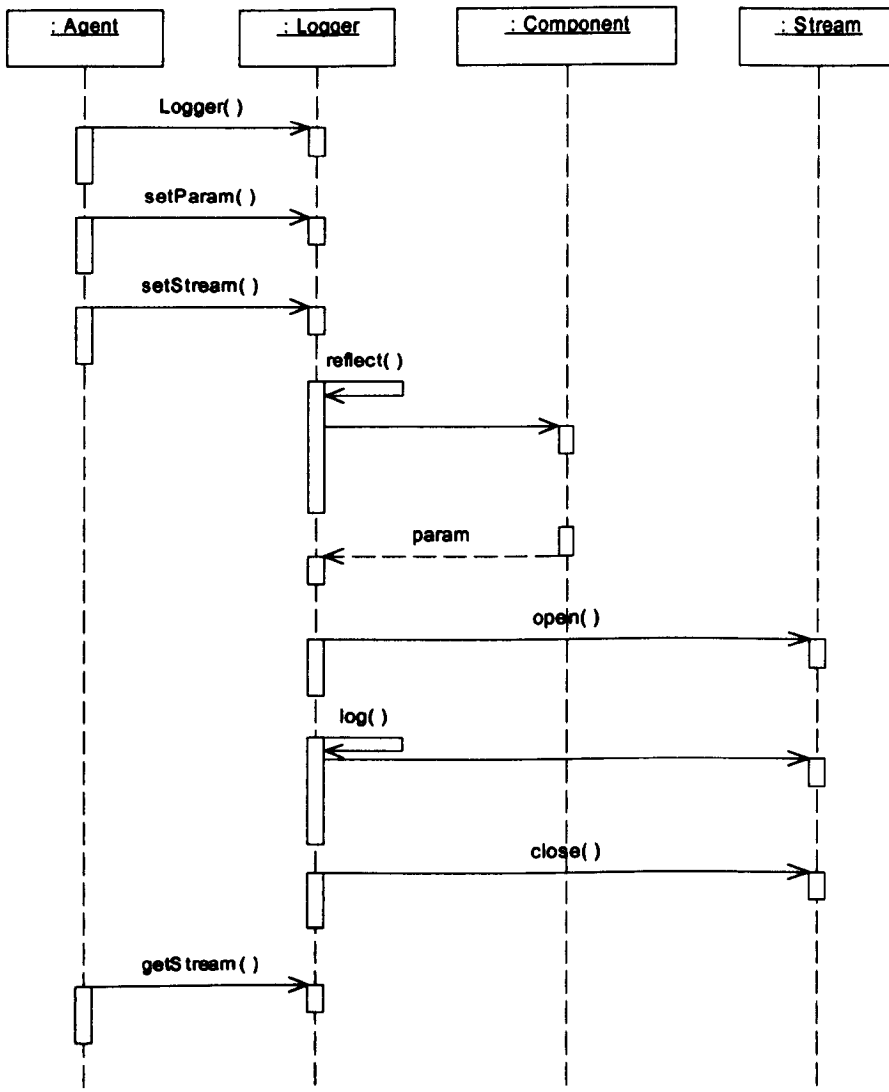 : Agent
: Logger
: Component
: Stream
Logger( )
setParam( )
setStream( )
reflect( )
param
open( )
log( )
close( )
getStream( )